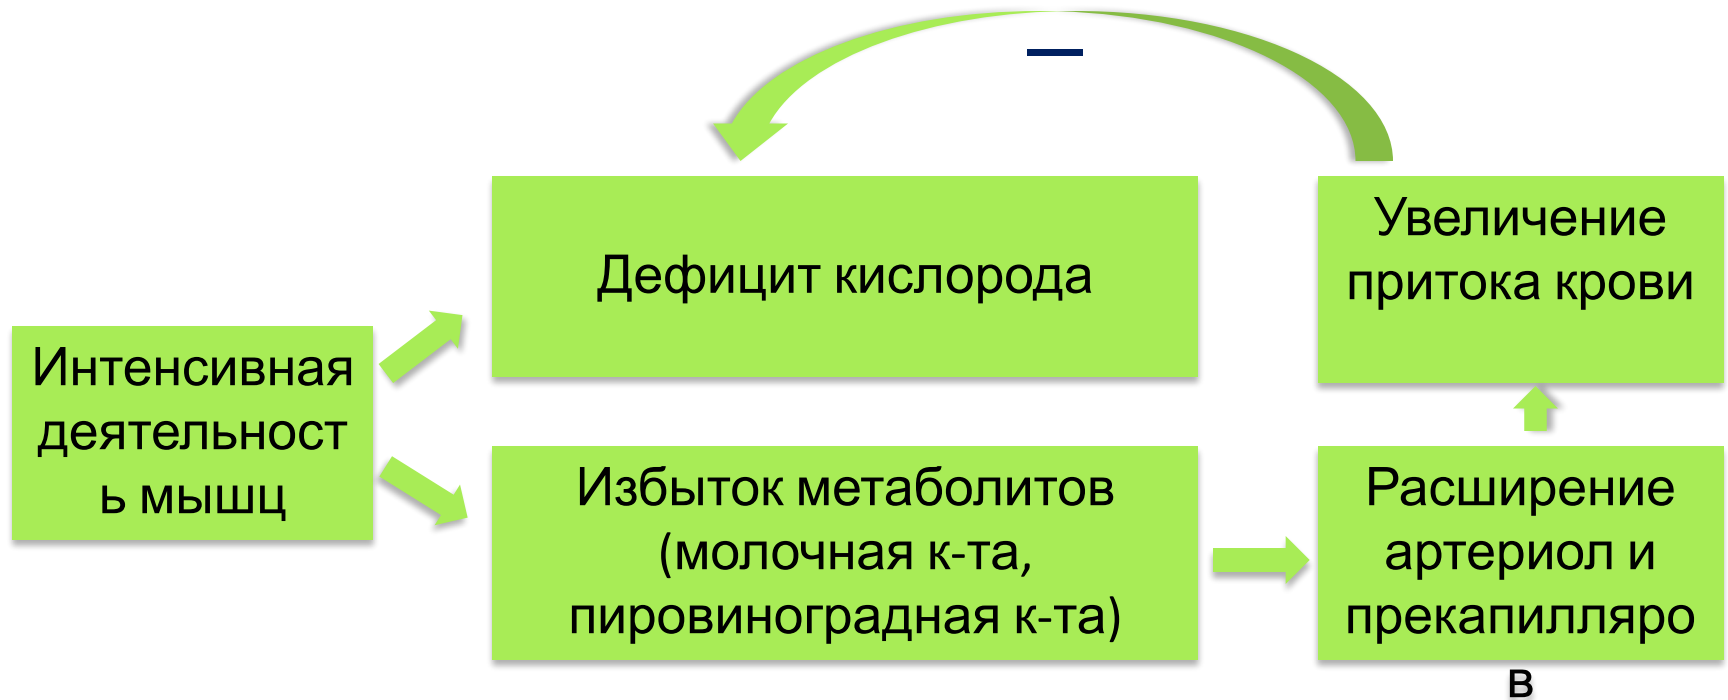 Дефицит кислорода
Увеличение
притока крови
Интенсивная
деятельност
ь мышц
Избыток метаболитов
(молочная к-та,
пировиноградная к-та)
Расширение
артериол и
прекапилляро
в